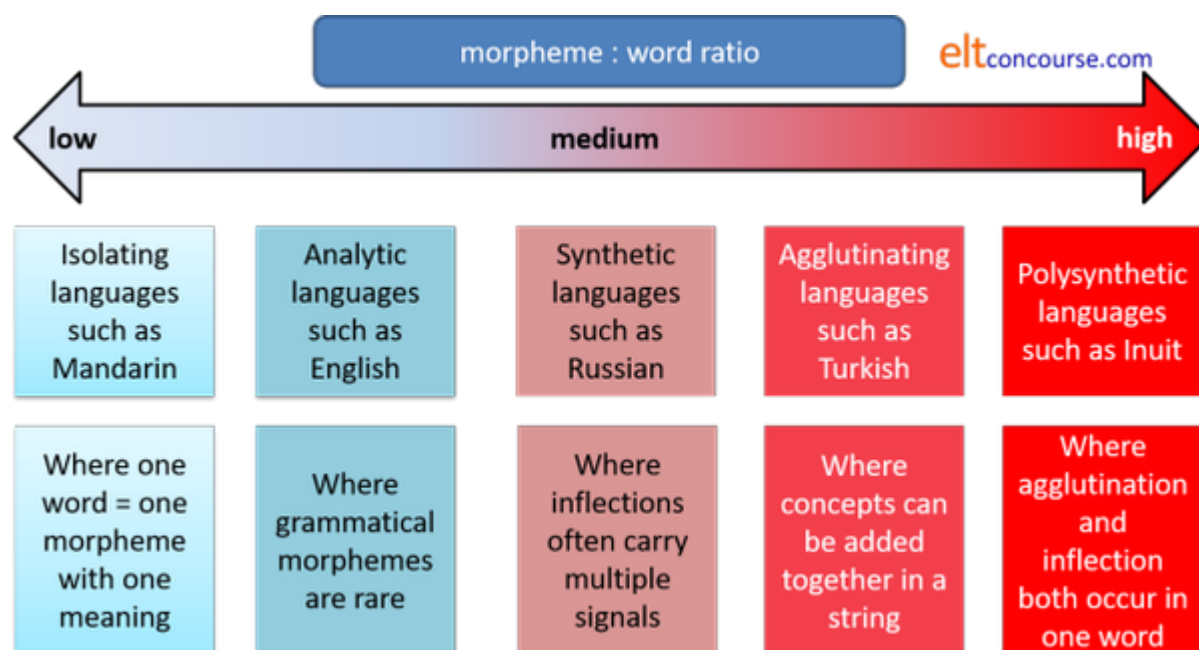 morpheme : word ratio
eltconcourse.com
low
medium
high
Isolating
languages
such as
Mandarin
Analytic
languages
such as
English
Synthetic
languages
such as
Russian
Agglutinating
languages
such as
Turkish
Polysynthetic
languages
such as Inuit
Where one
word = one
morpheme
with one
meaning
Where
grammatical
morphemes
are rare
Where
inflections
often carry
multiple
signals
Where
concepts can
be added
together in a
string
Where
agglutination
and
inflection
both occur in
one word